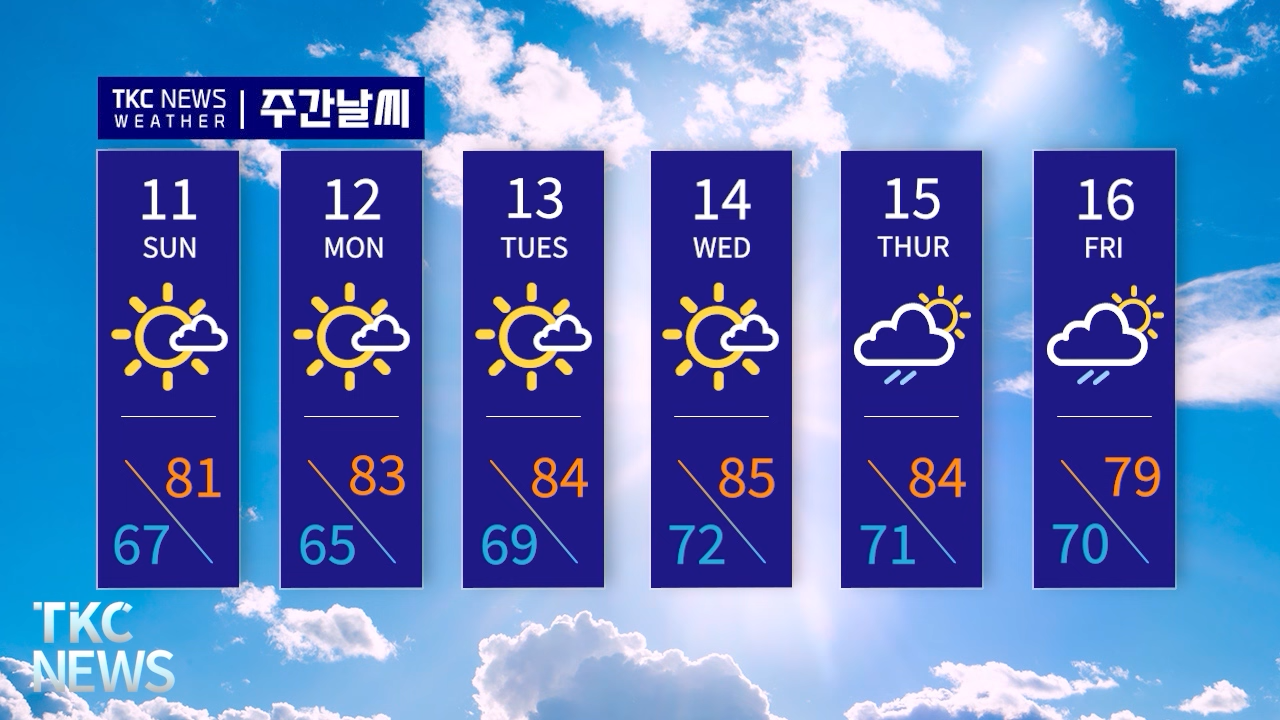 TKC NEWS
WEATHER
주간날씨
11
SUN
81
67
12
MON
83
65
13
TUES
84
69
14
WED
85
72
15
THUR
84
71
16
FRI
79
70
TKC
NEWS